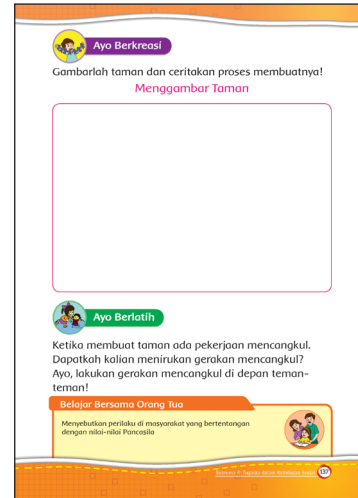 Ayo Berkreasi
Gambarlah taman dan ceritakan proses membuatnya!
Menggambar Taman
Ayo Berlatih
Ketika membuat taman ada pekerjaan mencangkul.
Dapatkah kalian menirukan gerakan mencangkul?
Ayo, lakukan gerakan mencangkul di depan teman-
teman!
Belajar Bersama Orang Tua
Menyebutkan perilaku di masyarakat yang bertentangan
dengan nilai-nilai Pancasila
137